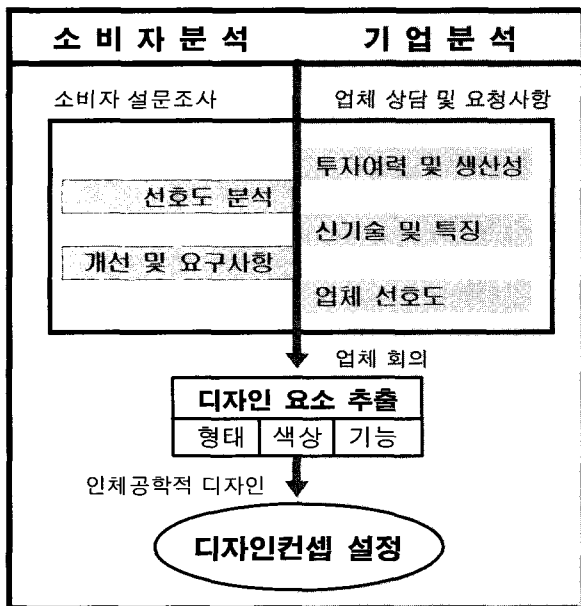 소 비 자 분 석
기 업 분 석
소비자 설문조사
업체 상담 및 요청사항
선호도 분석
개선 및 요구사항
투자여력 및 생산성
신기술 및 특징
업체 선호도
업체 회의
디자인 요소 추출
형태 색상 기능
인체공학적 디자인
디자인컨셉 설정